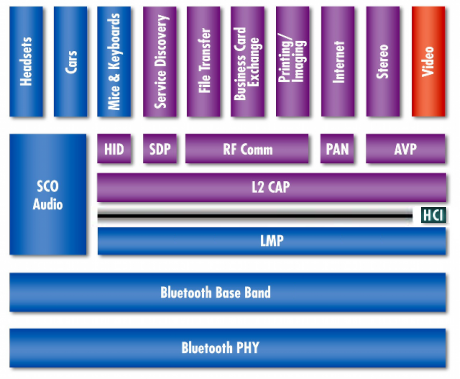 Headsets
Cars
Mice & Keyboards
Service Discovery
File Transfer
Business Card
Exchange
Printing/
Imaging
Internet
Stereo
Video
HID
SDP
RF Comm
PAN
AVP
SCO
Audio
L2 CAP
HCI
LMP
Bluetooth Base Band
Bluetooth PHY